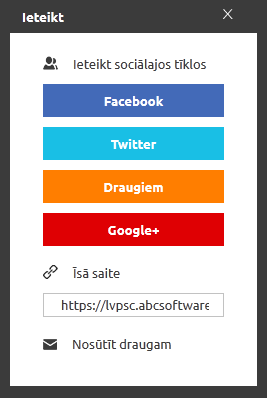 Ieteikt
Ieteikt sociālajos tīklos
Facebook
Twitter
Draugiem
Google+
Īsā saite
https://lvpsc.abcsoftware
Nosūtīt draugam